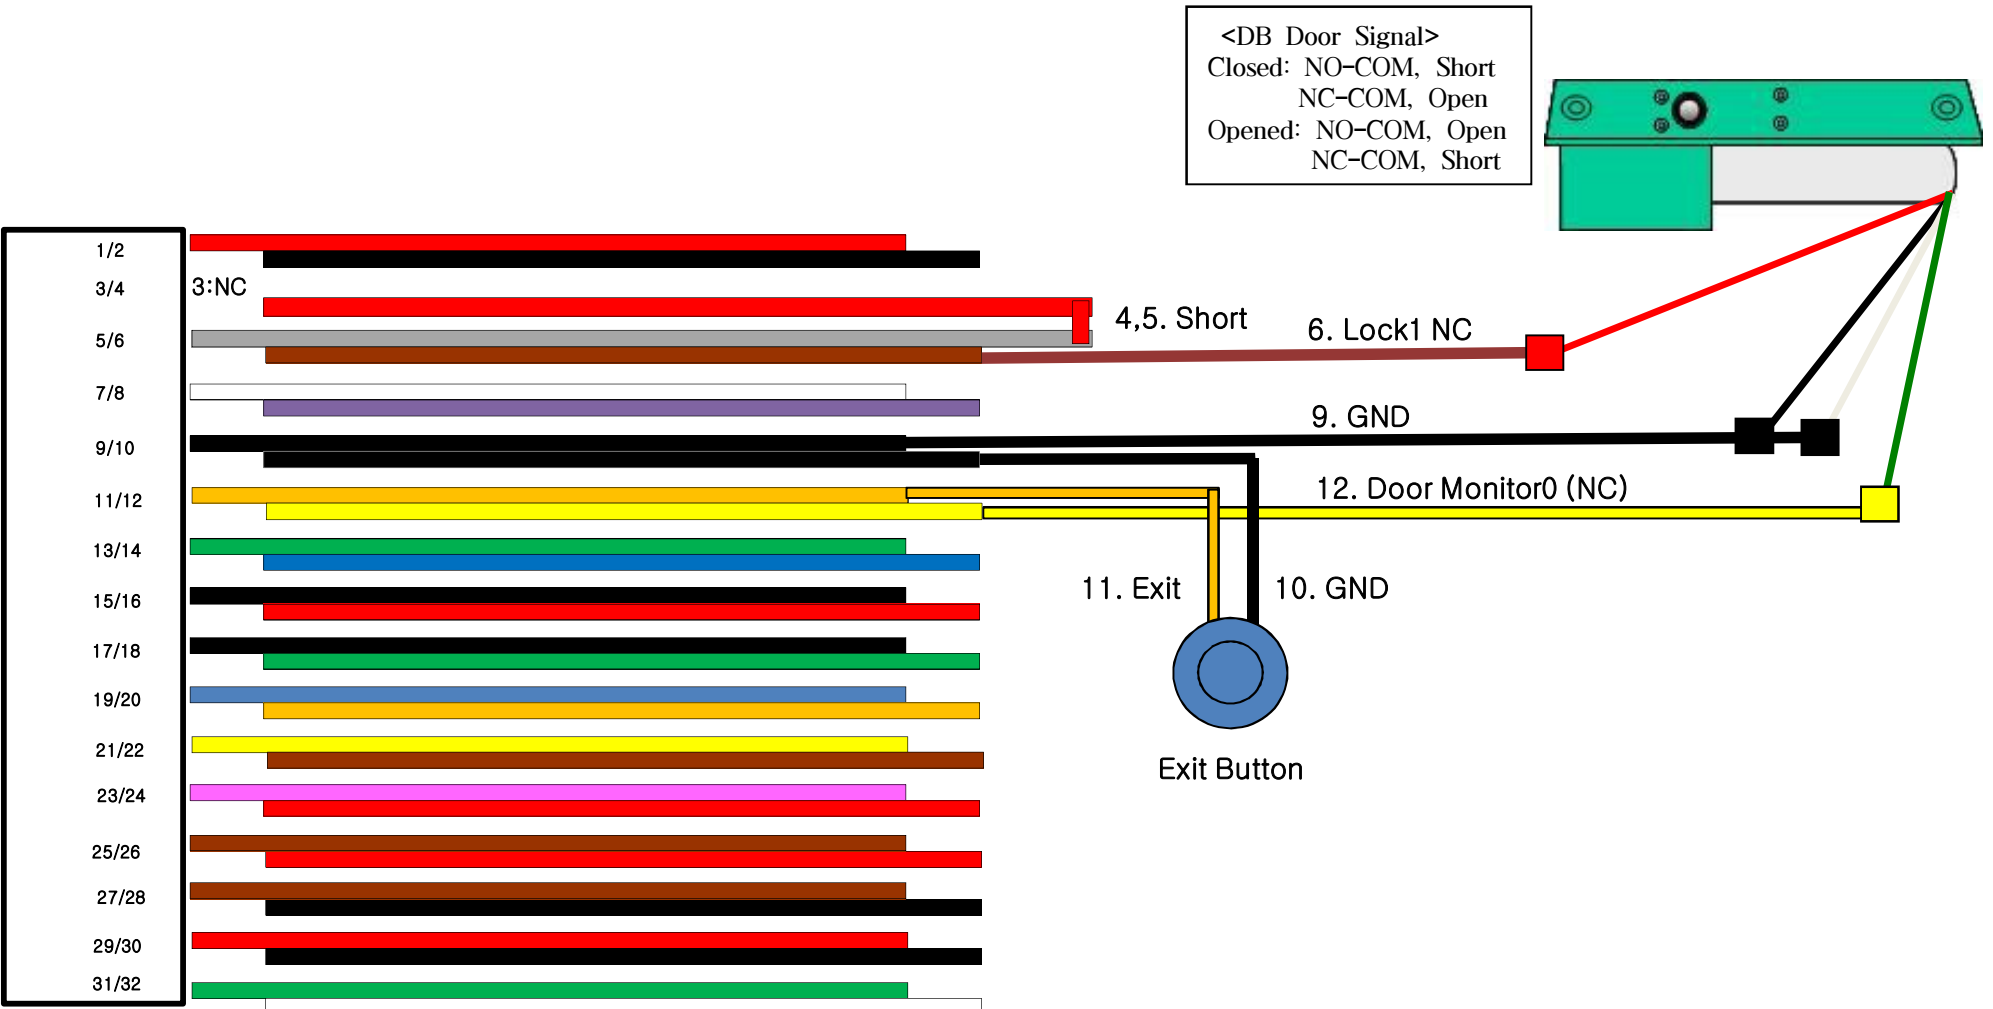 <DB Door Signal>
Closed: NO-COM, Short
NC-COM, Open
Opened: NO-COM, Open
NC-COM, Short
1/2
3/4
3:NC
4,5. Short
5/6
6. Lock1 NC
7/8
9. GND
9/10
12. Door Monitor0 (NC)
11/12
13/14
11. Exit
10. GND
15/16
17/18
19/20
21/22
Exit Button
23/24
25/26
27/28
29/30
31/32